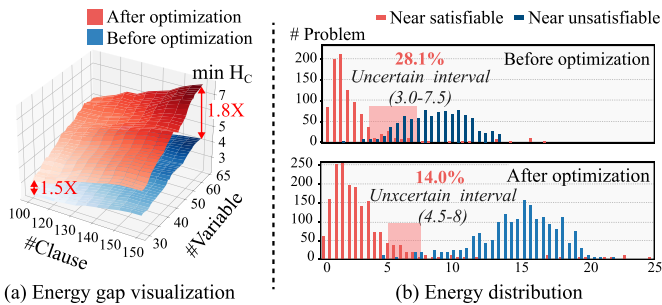 After optimization
Before optimization
min H_C
7
5
4
3
1.8X
1.5X
100
120
130
140
150
150
#Clause
30
40
50
60
65
#Variable
(a) Energy gap visualization
Near satisfiable
Near unsatisfiable
# Problem
200
150
100
50
0
28.1%
Before optimization
Uncertain interval
(3.0-7.5)
250
200
150
100
50
0
14.0%
After optimization
Unxcertain interval
(4.5-8)
0 5 10 15 20 25
(b) Energy distribution